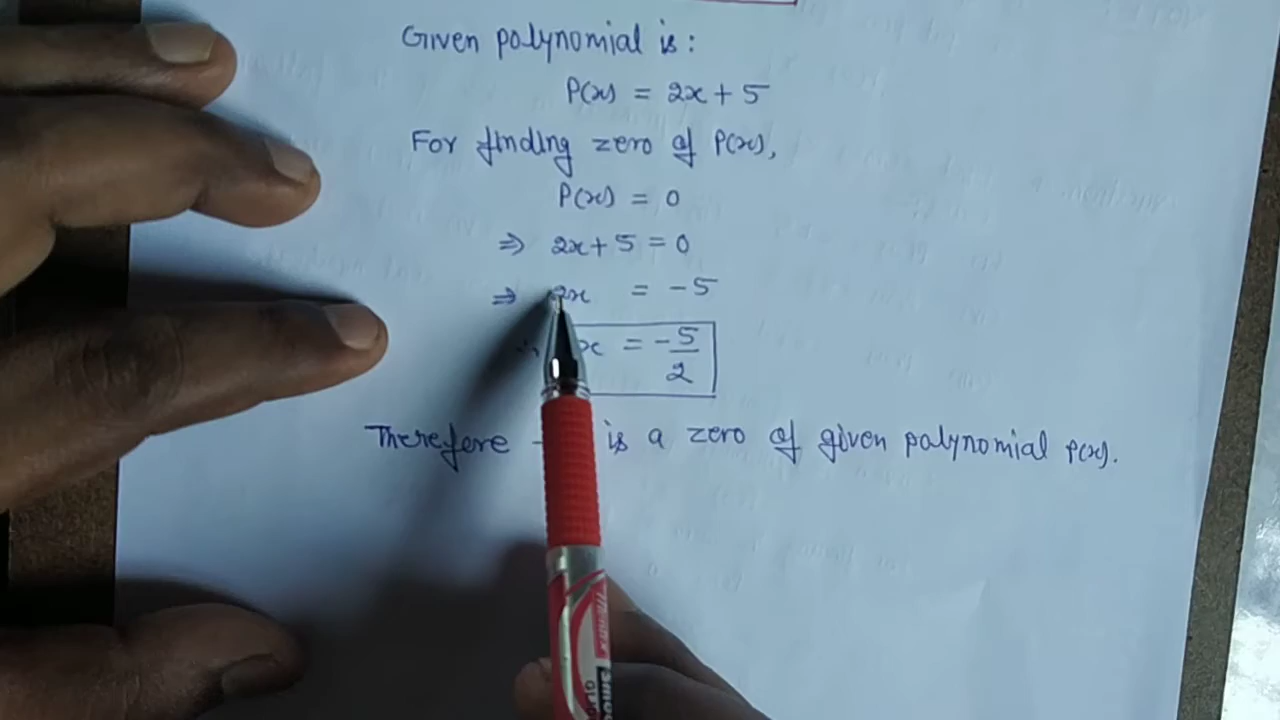 Given polynomial is:
P(x) = 2x + 5
For finding zero of P(x),
P(x) = 0
⇒ 2x + 5 = 0
⇒ 2x = -5
x = -5/2
Therefore - is a zero of given polynomial P(x).